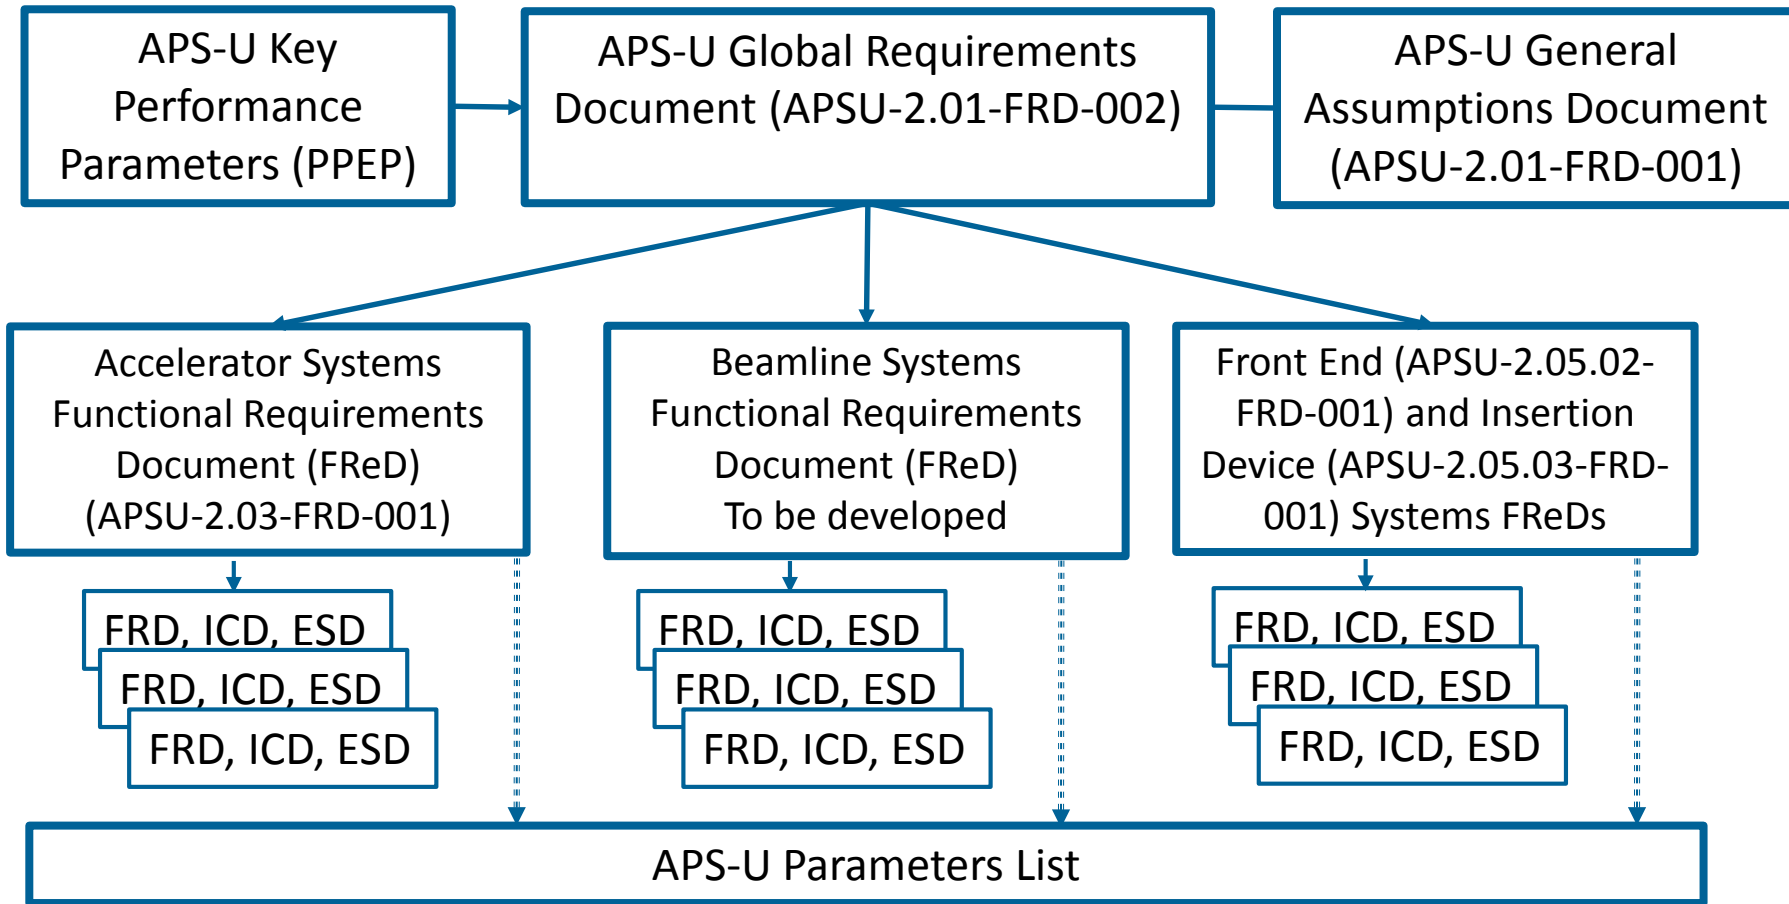 APS-U Key
Performance
Parameters (PPEP)
APS-U Global Requirements
Document (APSU-2.01-FRD-002)
APS-U General
Assumptions Document
(APSU-2.01-FRD-001)
Accelerator Systems
Functional Requirements
Document (FReD)
(APSU-2.03-FRD-001)
Beamline Systems
Functional Requirements
Document (FReD)
To be developed
Front End (APSU-2.05.02-
FRD-001) and Insertion
Device (APSU-2.05.03-FRD-
001) Systems FReDs
FRD, ICD, ESD
FRD, ICD, ESD
FRD, ICD, ESD
FRD, ICD, ESD
FRD, ICD, ESD
FRD, ICD, ESD
FRD, ICD, ESD
FRD, ICD, ESD
FRD, ICD, ESD
APS-U Parameters List